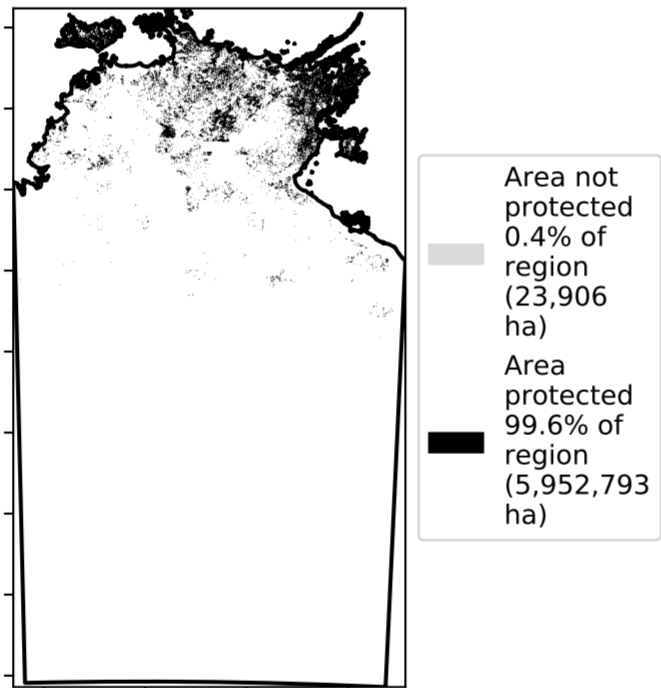 Area not
protected
0.4% of
region
(23,906
ha)
Area
protected
99.6% of
region
(5,952,793
ha)